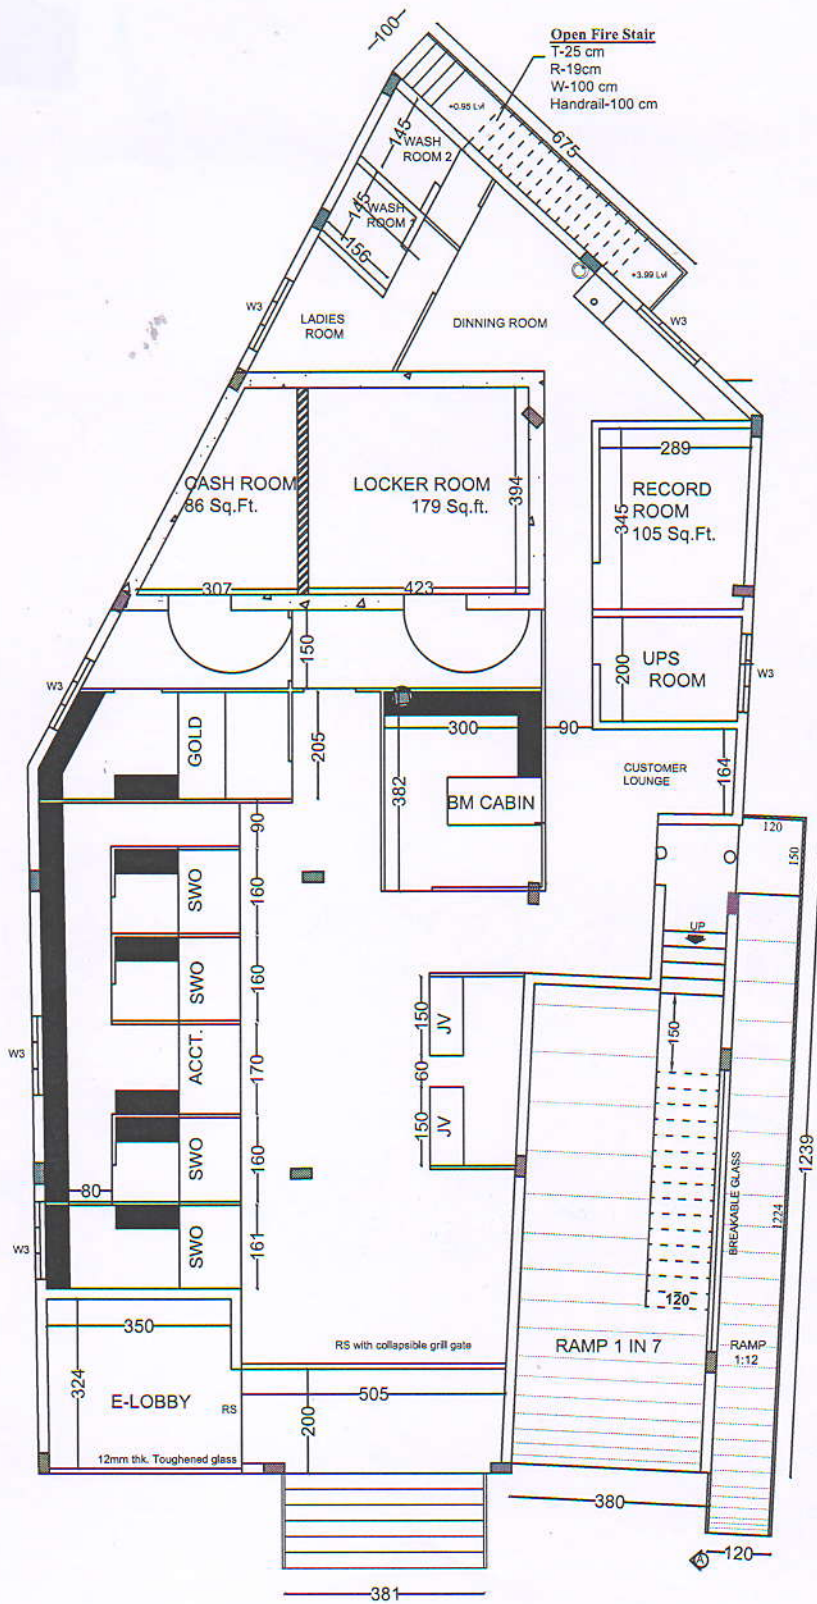 Open Fire Stair
T-25 cm
R-19cm
W-100 cm
Handrail-100 cm
100
675
+0.95 Lvl
+3.99 Lvl
145
WASH
ROOM 2
145
WASH
ROOM 1
156
W3
LADIES
ROOM
DINNING ROOM
W3
CASH ROOM
86 Sq.Ft.
LOCKER ROOM
179 Sq.ft.
394
289
RECORD
ROOM
105 Sq.Ft.
345
307
423
150
200
UPS
ROOM
W3
W3
GOLD
205
300
90
382
BM CABIN
CUSTOMER
LOUNGE
164
90
120
150
SWO
160
UP
SWO
160
150
JV
150
W3
ACCT.
170
60
150
JV
SWO
160
80
BREAKABLE GLASS
1239
1224
W3
SWO
161
120
350
RS with collapsible grill gate
RAMP 1 IN 7
RAMP
1:12
324
E-LOBBY
RS
505
200
12mm thk. Toughened glass
380
A
120
381